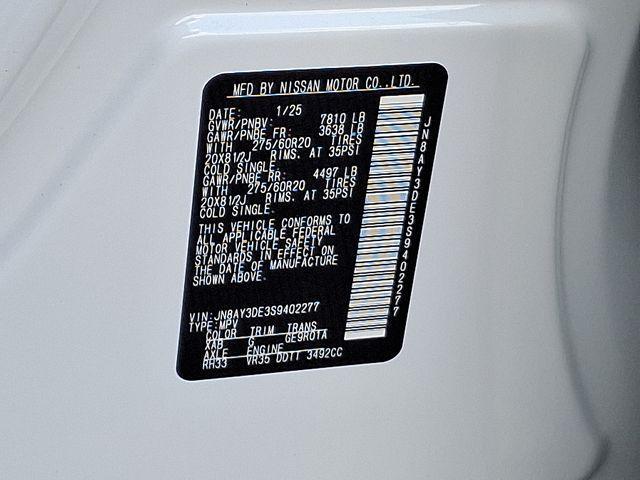 MFD BY NISSAN MOTOR CO.,LTD.
DATE: 1/25
GVWR/PNBV: 7810 LB
GAWR/PNBE FR: 3638 LB
WITH 275/60R20 TIRES
20X81/2J RIMS. AT 35PSI
COLD SINGLE.
GAWR/PNBE RR: 4497 LB
WITH 275/60R20 TIRES
20X81/2J RIMS. AT 35PSI
COLD SINGLE.
THIS VEHICLE CONFORMS TO
ALL APPLICABLE FEDERAL
MOTOR VEHICLE SAFETY
STANDARDS IN EFFECT ON
THE DATE OF MANUFACTURE
SHOWN ABOVE.
VIN:JN8AY3DE3S9402277
TYPE:MPV
COLOR TRIM TRANS
XAB G GE9R01A
AXLE ENGINE
RH33 VR35 DDTT 3492CC
JN8AY3DE3S9402277